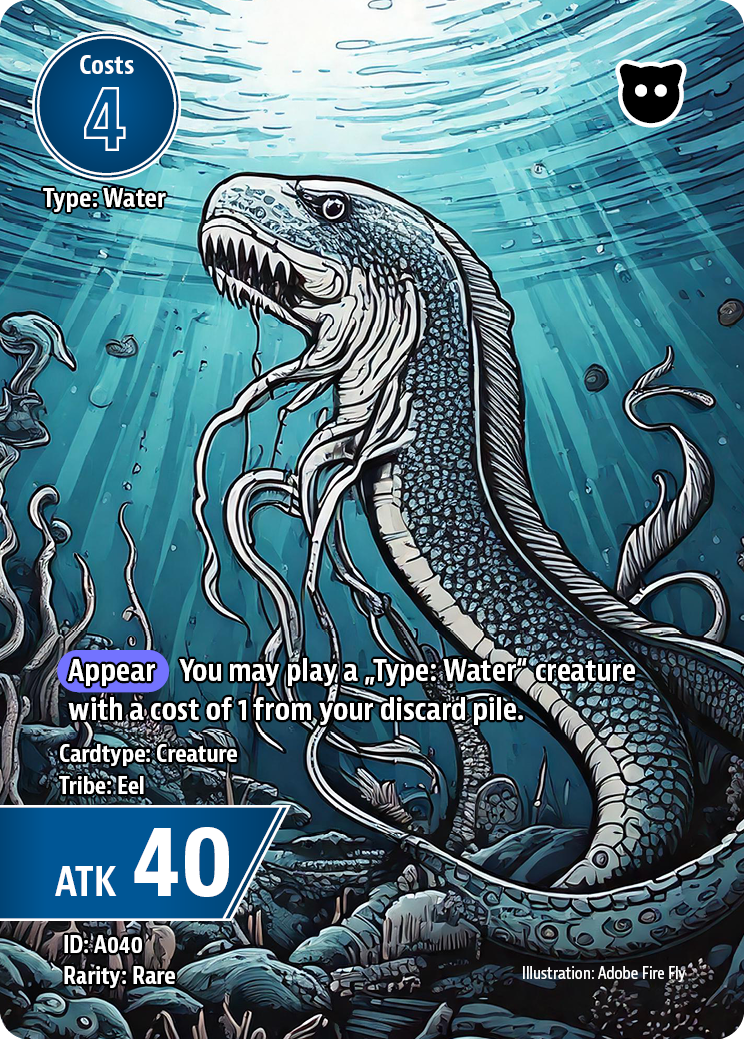 Costs
4
Type: Water
Appear You may play a „Type: Water“ creature
with a cost of 1 from your discard pile.
Cardtype: Creature
Tribe: Eel
ATK 40
ID: A040
Rarity: Rare
Illustration: Adobe Fire Fly